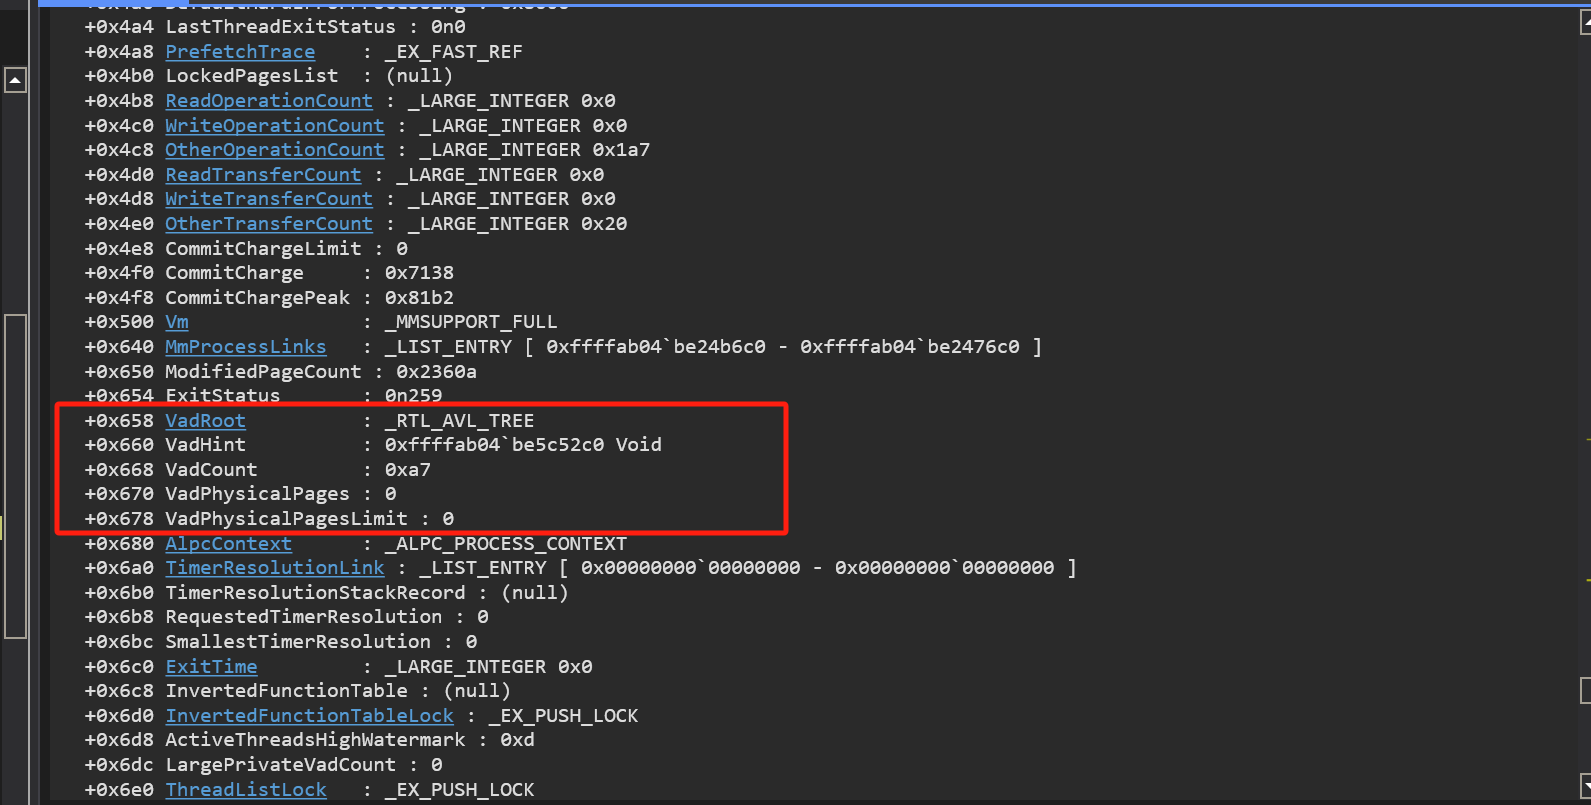 +0x4a4 LastThreadExitStatus : 0n0
+0x4a8 PrefetchTrace    : _EX_FAST_REF
+0x4b0 LockedPagesList  : (null)
+0x4b8 ReadOperationCount : _LARGE_INTEGER 0x0
+0x4c0 WriteOperationCount : _LARGE_INTEGER 0x0
+0x4c8 OtherOperationCount : _LARGE_INTEGER 0x1a7
+0x4d0 ReadTransferCount : _LARGE_INTEGER 0x0
+0x4d8 WriteTransferCount : _LARGE_INTEGER 0x0
+0x4e0 OtherTransferCount : _LARGE_INTEGER 0x20
+0x4e8 CommitChargeLimit : 0
+0x4f0 CommitCharge     : 0x7138
+0x4f8 CommitChargePeak : 0x81b2
+0x500 Vm               : _MMSUPPORT_FULL
+0x640 MmProcessLinks   : _LIST_ENTRY [ 0xffffab04`be24b6c0 - 0xffffab04`be2476c0 ]
+0x650 ModifiedPageCount : 0x2360a
+0x654 ExitStatus       : 0n259
+0x658 VadRoot          : _RTL_AVL_TREE
+0x660 VadHint          : 0xffffab04`be5c52c0 Void
+0x668 VadCount         : 0xa7
+0x670 VadPhysicalPages : 0
+0x678 VadPhysicalPagesLimit : 0
+0x680 AlpcContext      : _ALPC_PROCESS_CONTEXT
+0x6a0 TimerResolutionLink : _LIST_ENTRY [ 0x00000000`00000000 - 0x00000000`00000000 ]
+0x6b0 TimerResolutionStackRecord : (null)
+0x6b8 RequestedTimerResolution : 0
+0x6bc SmallestTimerResolution : 0
+0x6c0 ExitTime         : _LARGE_INTEGER 0x0
+0x6c8 InvertedFunctionTable : (null)
+0x6d0 InvertedFunctionTableLock : _EX_PUSH_LOCK
+0x6d8 ActiveThreadsHighWatermark : 0xd
+0x6dc LargePrivateVadCount : 0
+0x6e0 ThreadListLock   : _EX_PUSH_LOCK